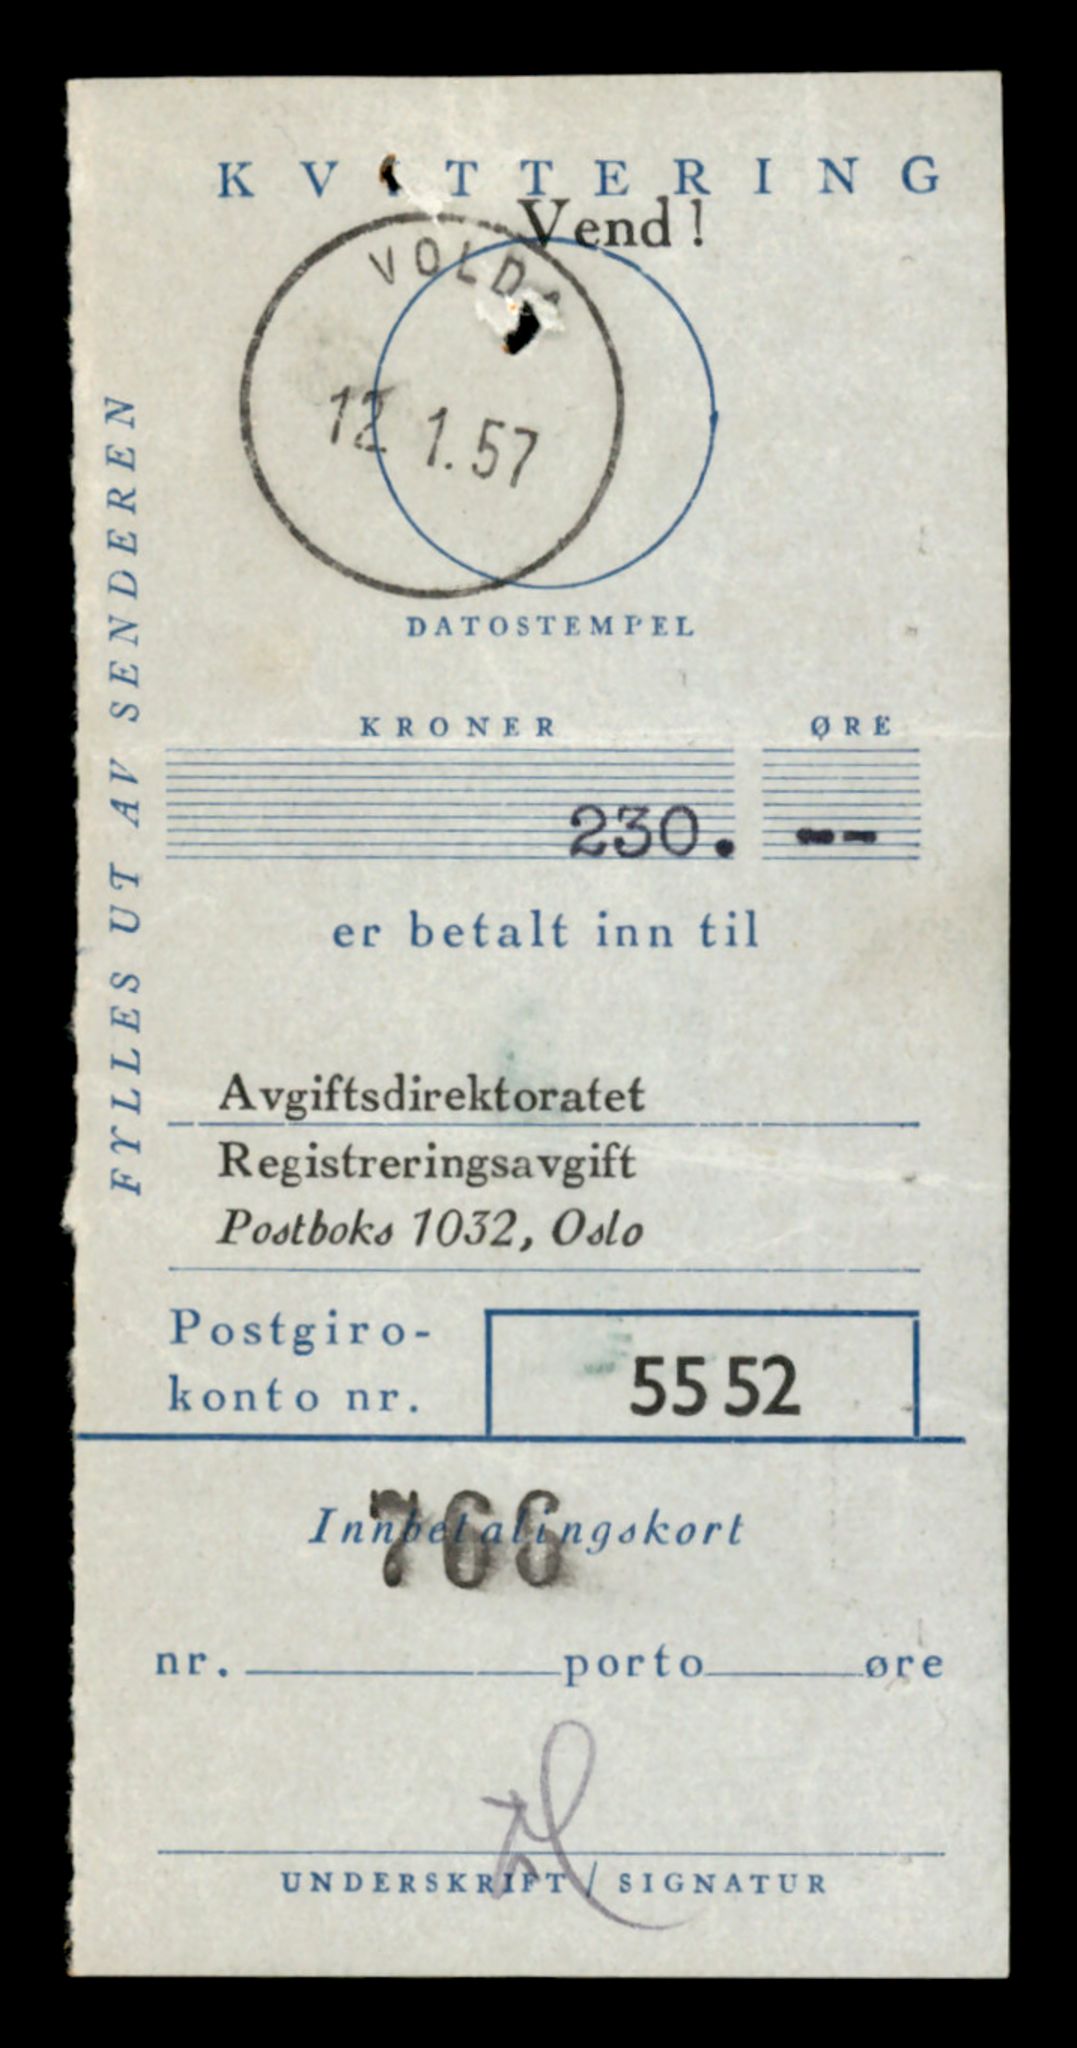 KVITTERING
Vend !
VOLDA
12 1. 57
DATOSTEMPEL
FYLLES UT AV SENDEREN
KRONER ØRE
230. --
er betalt inn til
Avgiftsdirektoratet
Registreringsavgift
Postboks 1032, Oslo
Postgiro-
konto nr.
5552
Innbetalingskort
766
nr. porto øre
UNDERSKRIFT / SIGNATUR